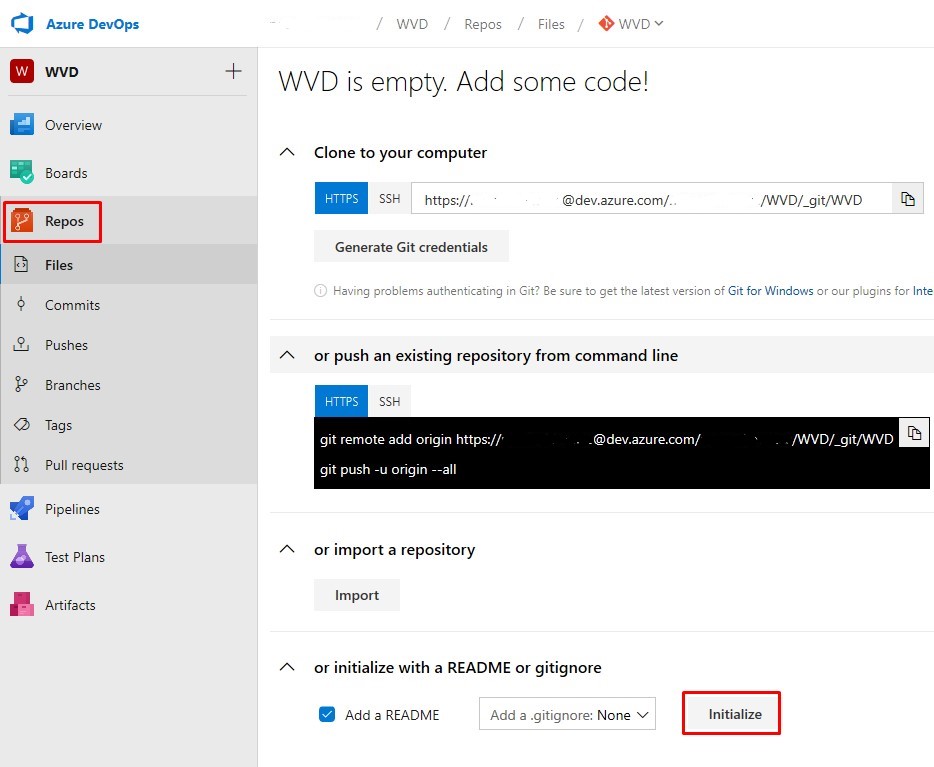 Azure DevOps / WVD / Repos / Files / WVD
W WVD
Overview
Boards
Repos
Files
Commits
Pushes
Branches
Tags
Pull requests
Pipelines
Test Plans
Artifacts
WVD is empty. Add some code!
Clone to your computer
HTTPS SSH https:// @dev.azure.com/ /WVD/_git/WVD
Generate Git credentials
Having problems authenticating in Git? Be sure to get the latest version of Git for Windows or our plugins for Inte
or push an existing repository from command line
HTTPS SSH
git remote add origin https:// @dev.azure.com/ /WVD/_git/WVD
git push -u origin --all
or import a repository
Import
or initialize with a README or gitignore
Add a README Add a .gitignore: None Initialize